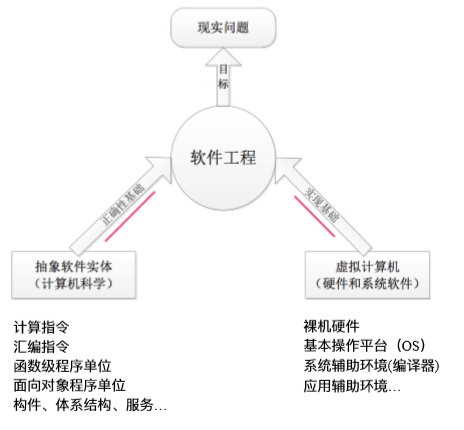 现实问题
目标
软件工程
正确性基础
实现基础
抽象软件实体
（计算机科学）
虚拟计算机
（硬件和系统软件）
计算指令
汇编指令
函数级程序单位
面向对象程序单位
构件、体系结构、服务...
裸机硬件
基本操作平台（OS）
系统辅助环境(编译器)
应用辅助环境...